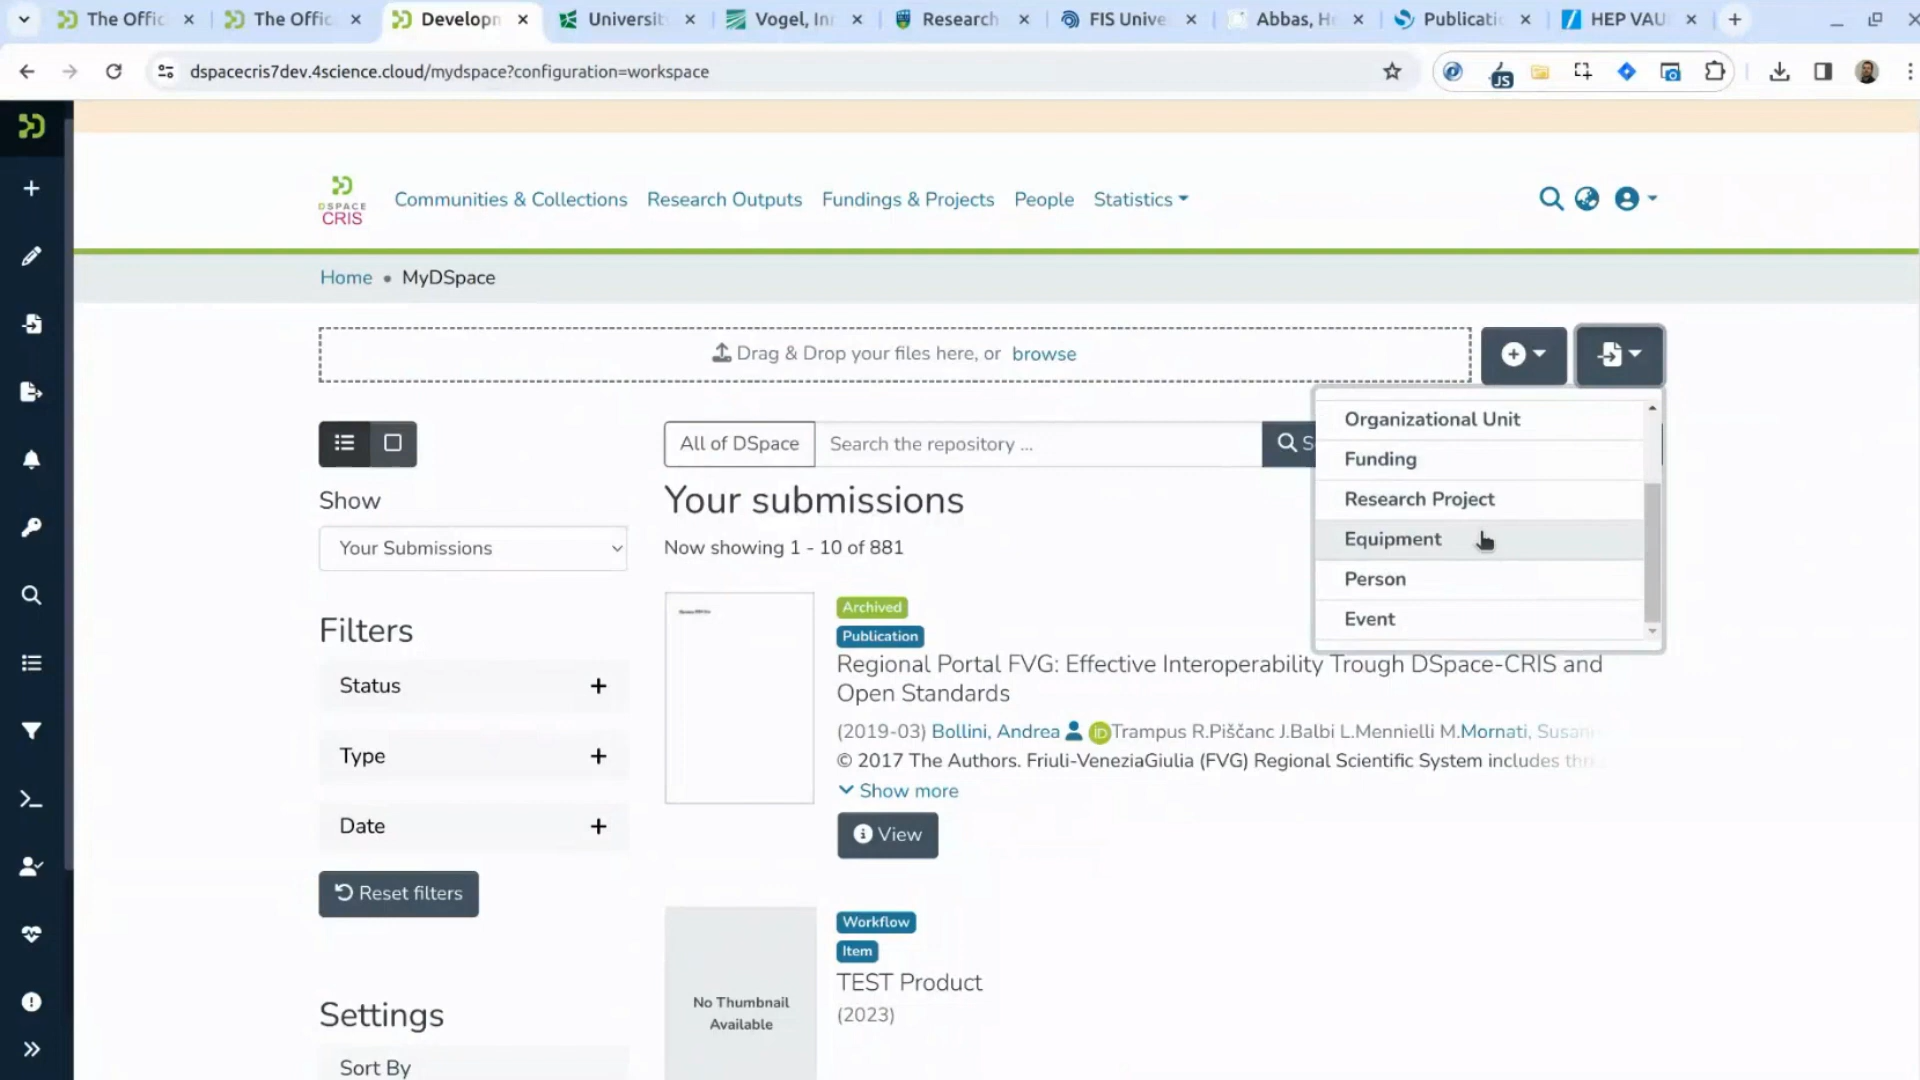 The Offic
The Offic
Developn
Universit
Vogel, Inr
Research
FIS Unive
Abbas, H
Publicati
HEP VAU
dspacecris7dev.4science.cloud/mydspace?configuration=workspace
JS
DSPACE
CRIS
Communities & Collections
Research Outputs
Fundings & Projects
People
Statistics
Home • MyDSpace
Drag & Drop your files here, or browse
Organizational Unit
Funding
Research Project
Equipment
Person
Event
All of DSpace
Search the repository ...
S
Show
Your Submissions
Your submissions
Now showing 1 - 10 of 881
Filters
Status
Type
Date
Reset filters
Settings
Sort By
Archived
Publication
Regional Portal FVG: Effective Interoperability Trough DSpace-CRIS and
Open Standards
(2019-03) Bollini, Andrea iD Trampus R.Piščanc J.Balbi L.Mennielli M.Mornati, Susan
© 2017 The Authors. Friuli-VeneziaGiulia (FVG) Regional Scientific System includes thr
Show more
View
Workflow
Item
TEST Product
(2023)
No Thumbnail
Available